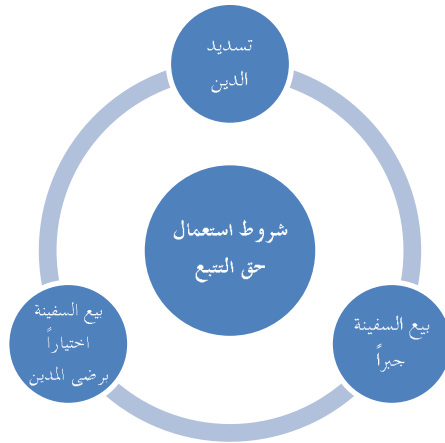 تسديد
الدين
شروط استعمال
حق التتبع
بيع السفينة
جبراً
بيع السفينة
اختياراً
برضى المدين